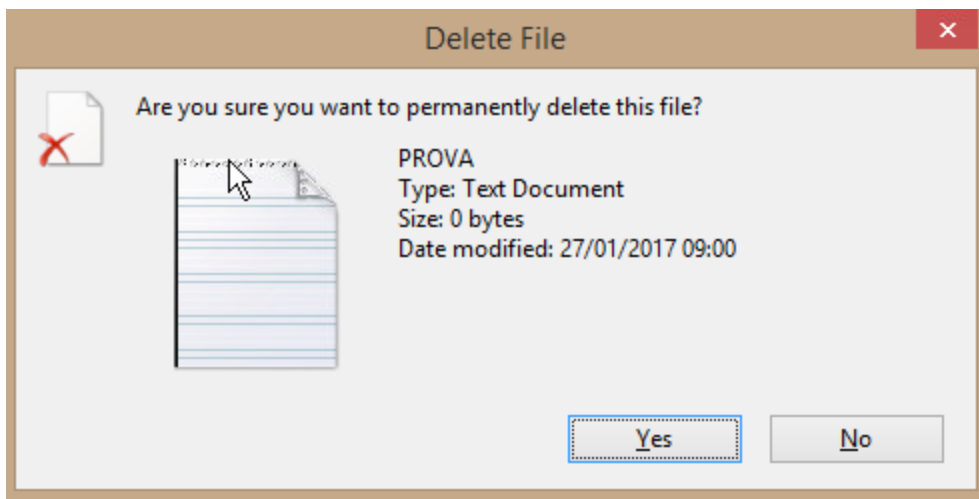 Delete File
Are you sure you want to permanently delete this file?
PROVA
Type: Text Document
Size: 0 bytes
Date modified: 27/01/2017 09:00
Yes
No